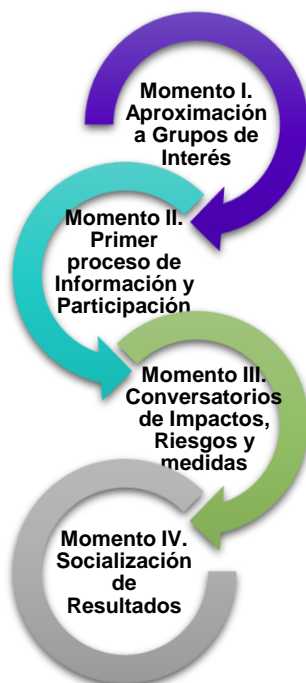 Momento I.
Aproximación
a Grupos de
Interés
Momento II.
Primer
proceso de
Información y
Participación
Momento III.
Conversatorios
de Impactos,
Riesgos y
medidas
Momento IV.
Socialización
de
Resultados